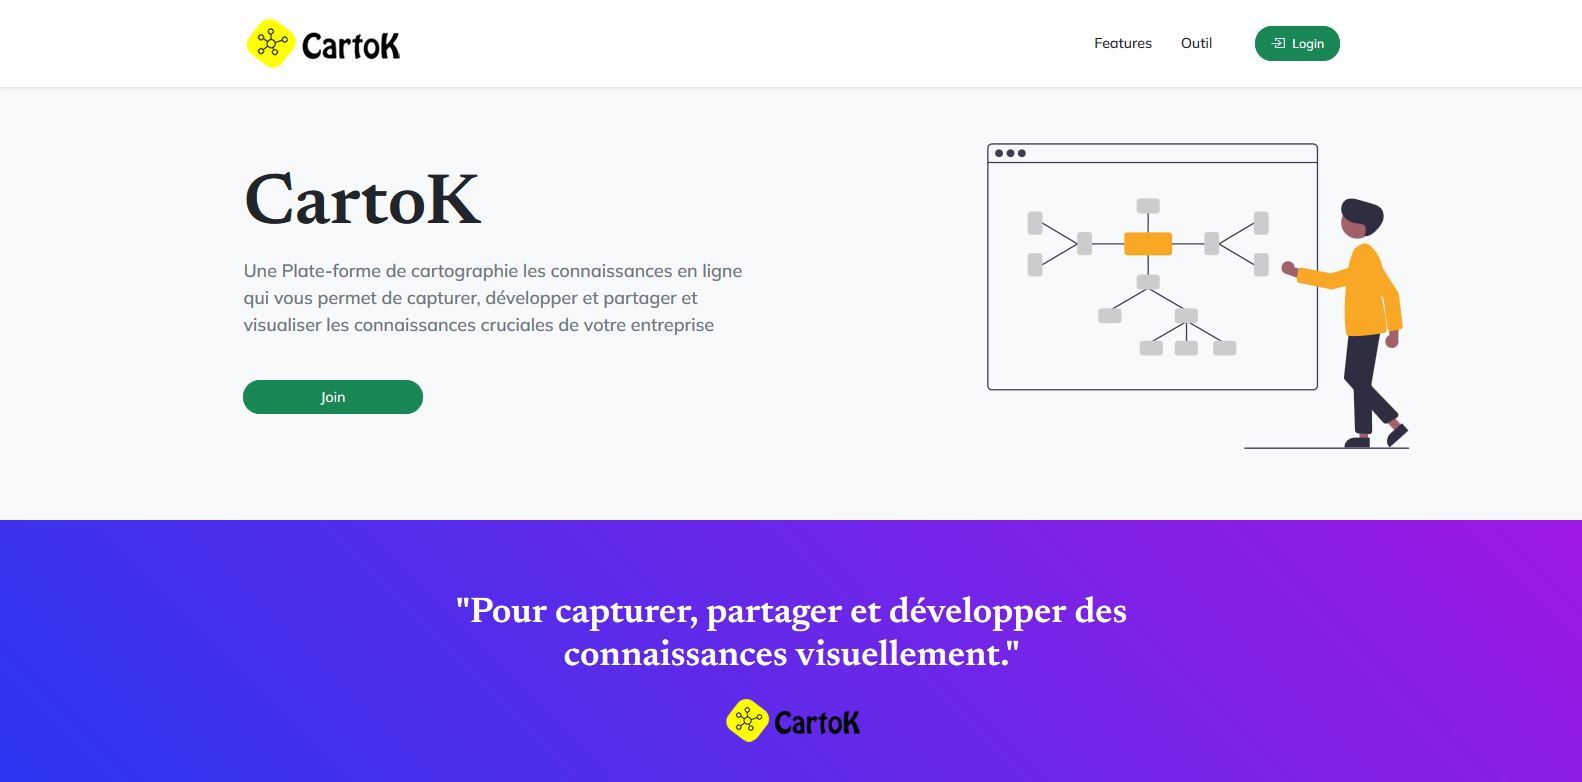 CartoK
Features
Outil
Login
CartoK
Une Plate-forme de cartographie les connaissances en ligne
qui vous permet de capturer, développer et partager et
visualiser les connaissances cruciales de votre entreprise
Join
"Pour capturer, partager et développer des
connaissances visuellement."
CartoK